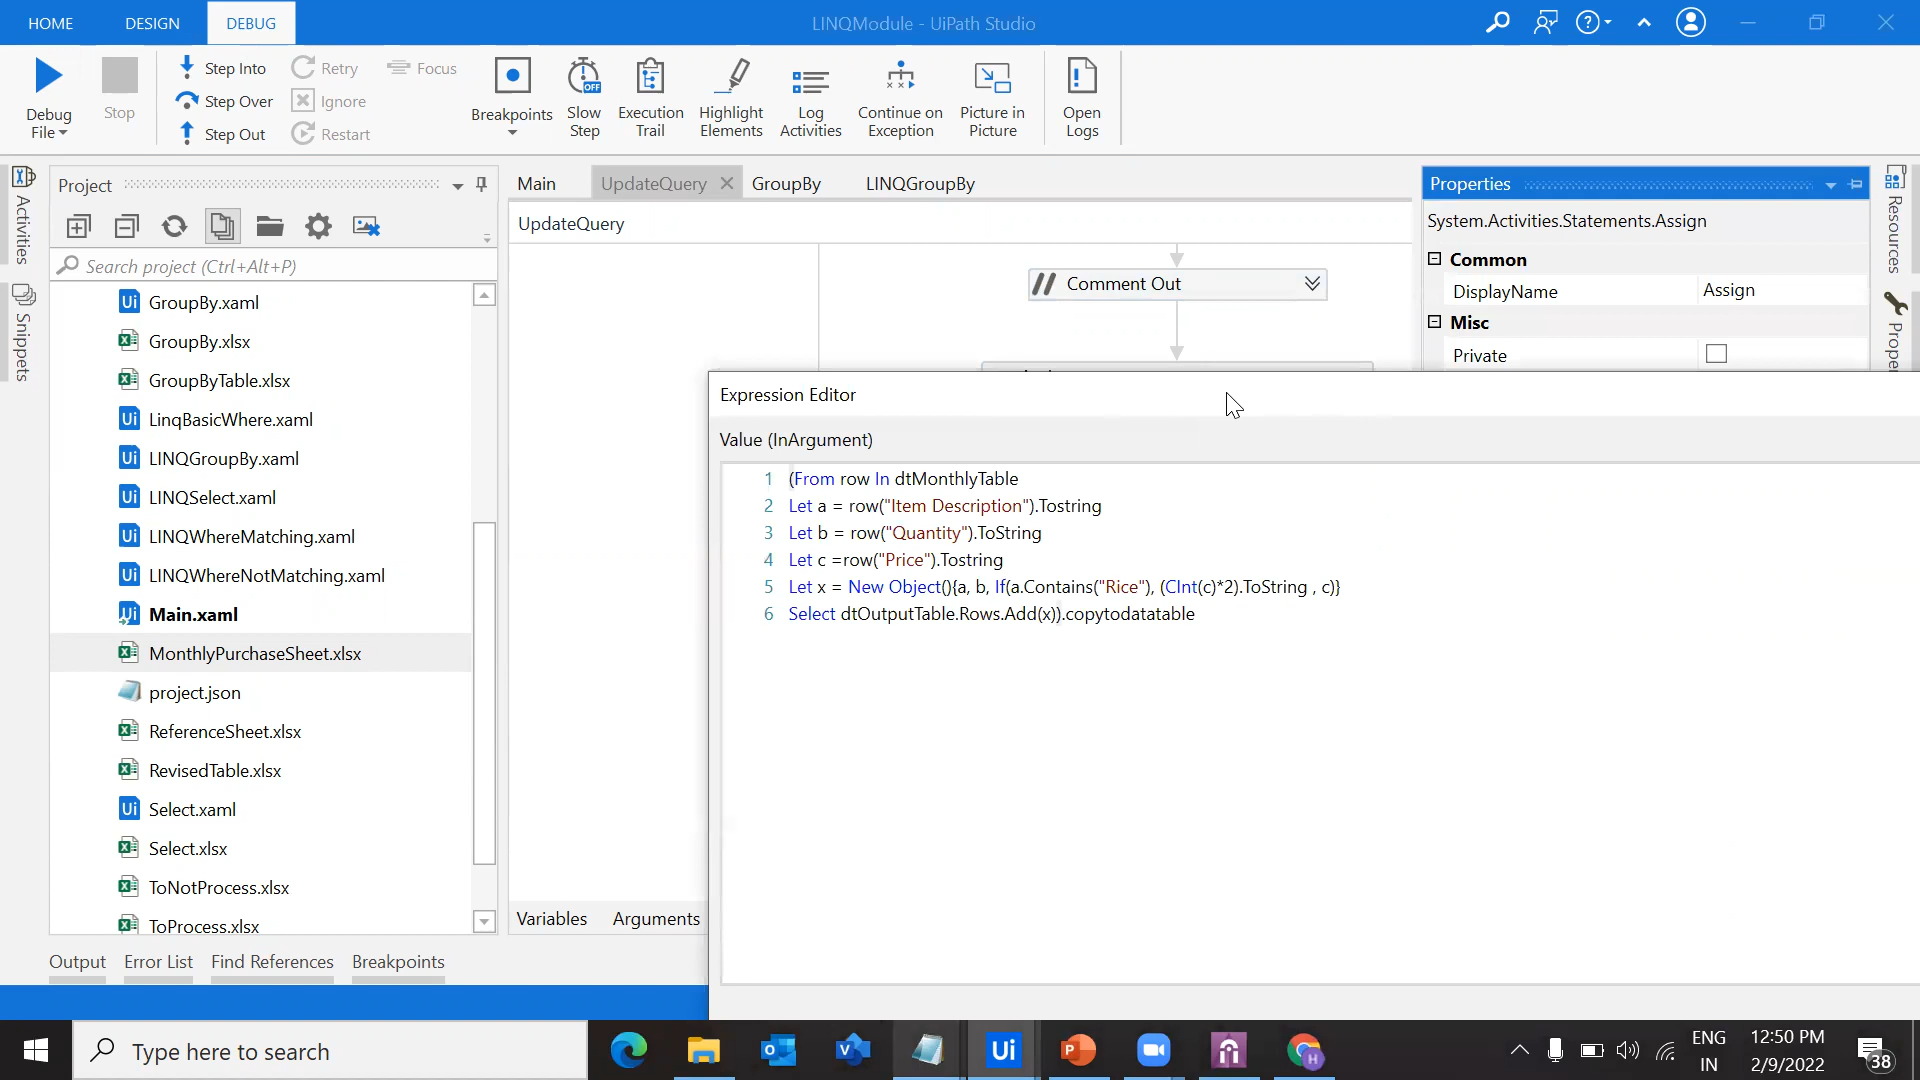 HOME DESIGN DEBUG LINQModule - UiPath Studio
Debug File
Stop
Step Into
Step Over
Step Out
Retry
Ignore
Restart
Focus
Breakpoints
Slow Step
Execution Trail
Highlight Elements
Log Activities
Continue on Exception
Picture in Picture
Open Logs
Activities
Snippets
Project
Search project (Ctrl+Alt+P)
GroupBy.xaml
GroupBy.xlsx
GroupByTable.xlsx
LinqBasicWhere.xaml
LINQGroupBy.xaml
LINQSelect.xaml
LINQWhereMatching.xaml
LINQWhereNotMatching.xaml
Main.xaml
MonthlyPurchaseSheet.xlsx
project.json
ReferenceSheet.xlsx
RevisedTable.xlsx
Select.xaml
Select.xlsx
ToNotProcess.xlsx
ToProcess.xlsx
Main UpdateQuery GroupBy LINQGroupBy
UpdateQuery
// Comment Out
Properties
System.Activities.Statements.Assign
Common
DisplayName Assign
Misc
Private
Resources
Expression Editor
Value (InArgument)
1 (From row In dtMonthlyTable
2 Let a = row("Item Description").Tostring
3 Let b = row("Quantity").ToString
4 Let c =row("Price").Tostring
5 Let x = New Object(){a, b, If(a.Contains("Rice"), (CInt(c)*2).ToString , c)}
6 Select dtOutputTable.Rows.Add(x)).copytodatatable
Variables Arguments
Output Error List Find References Breakpoints
Type here to search
ENG
IN
12:50 PM
2/9/2022
38